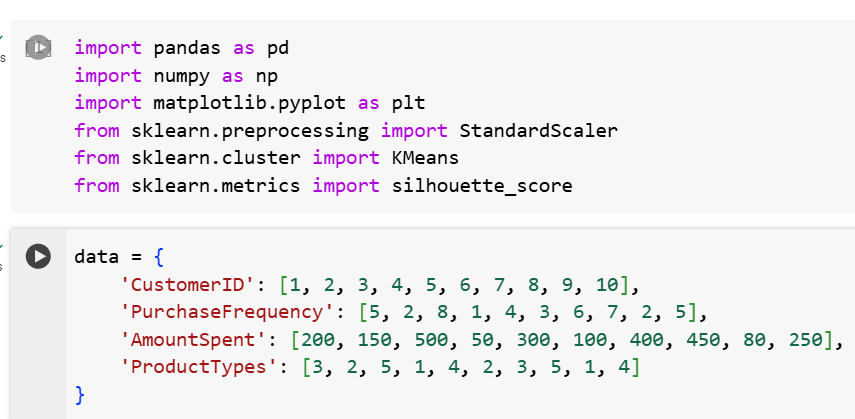 import pandas as pd
import numpy as np
import matplotlib.pyplot as plt
from sklearn.preprocessing import StandardScaler
from sklearn.cluster import KMeans
from sklearn.metrics import silhouette_score
data = {
    'CustomerID': [1, 2, 3, 4, 5, 6, 7, 8, 9, 10],
    'PurchaseFrequency': [5, 2, 8, 1, 4, 3, 6, 7, 2, 5],
    'AmountSpent': [200, 150, 500, 50, 300, 100, 400, 450, 80, 250],
    'ProductTypes': [3, 2, 5, 1, 4, 2, 3, 5, 1, 4]
}